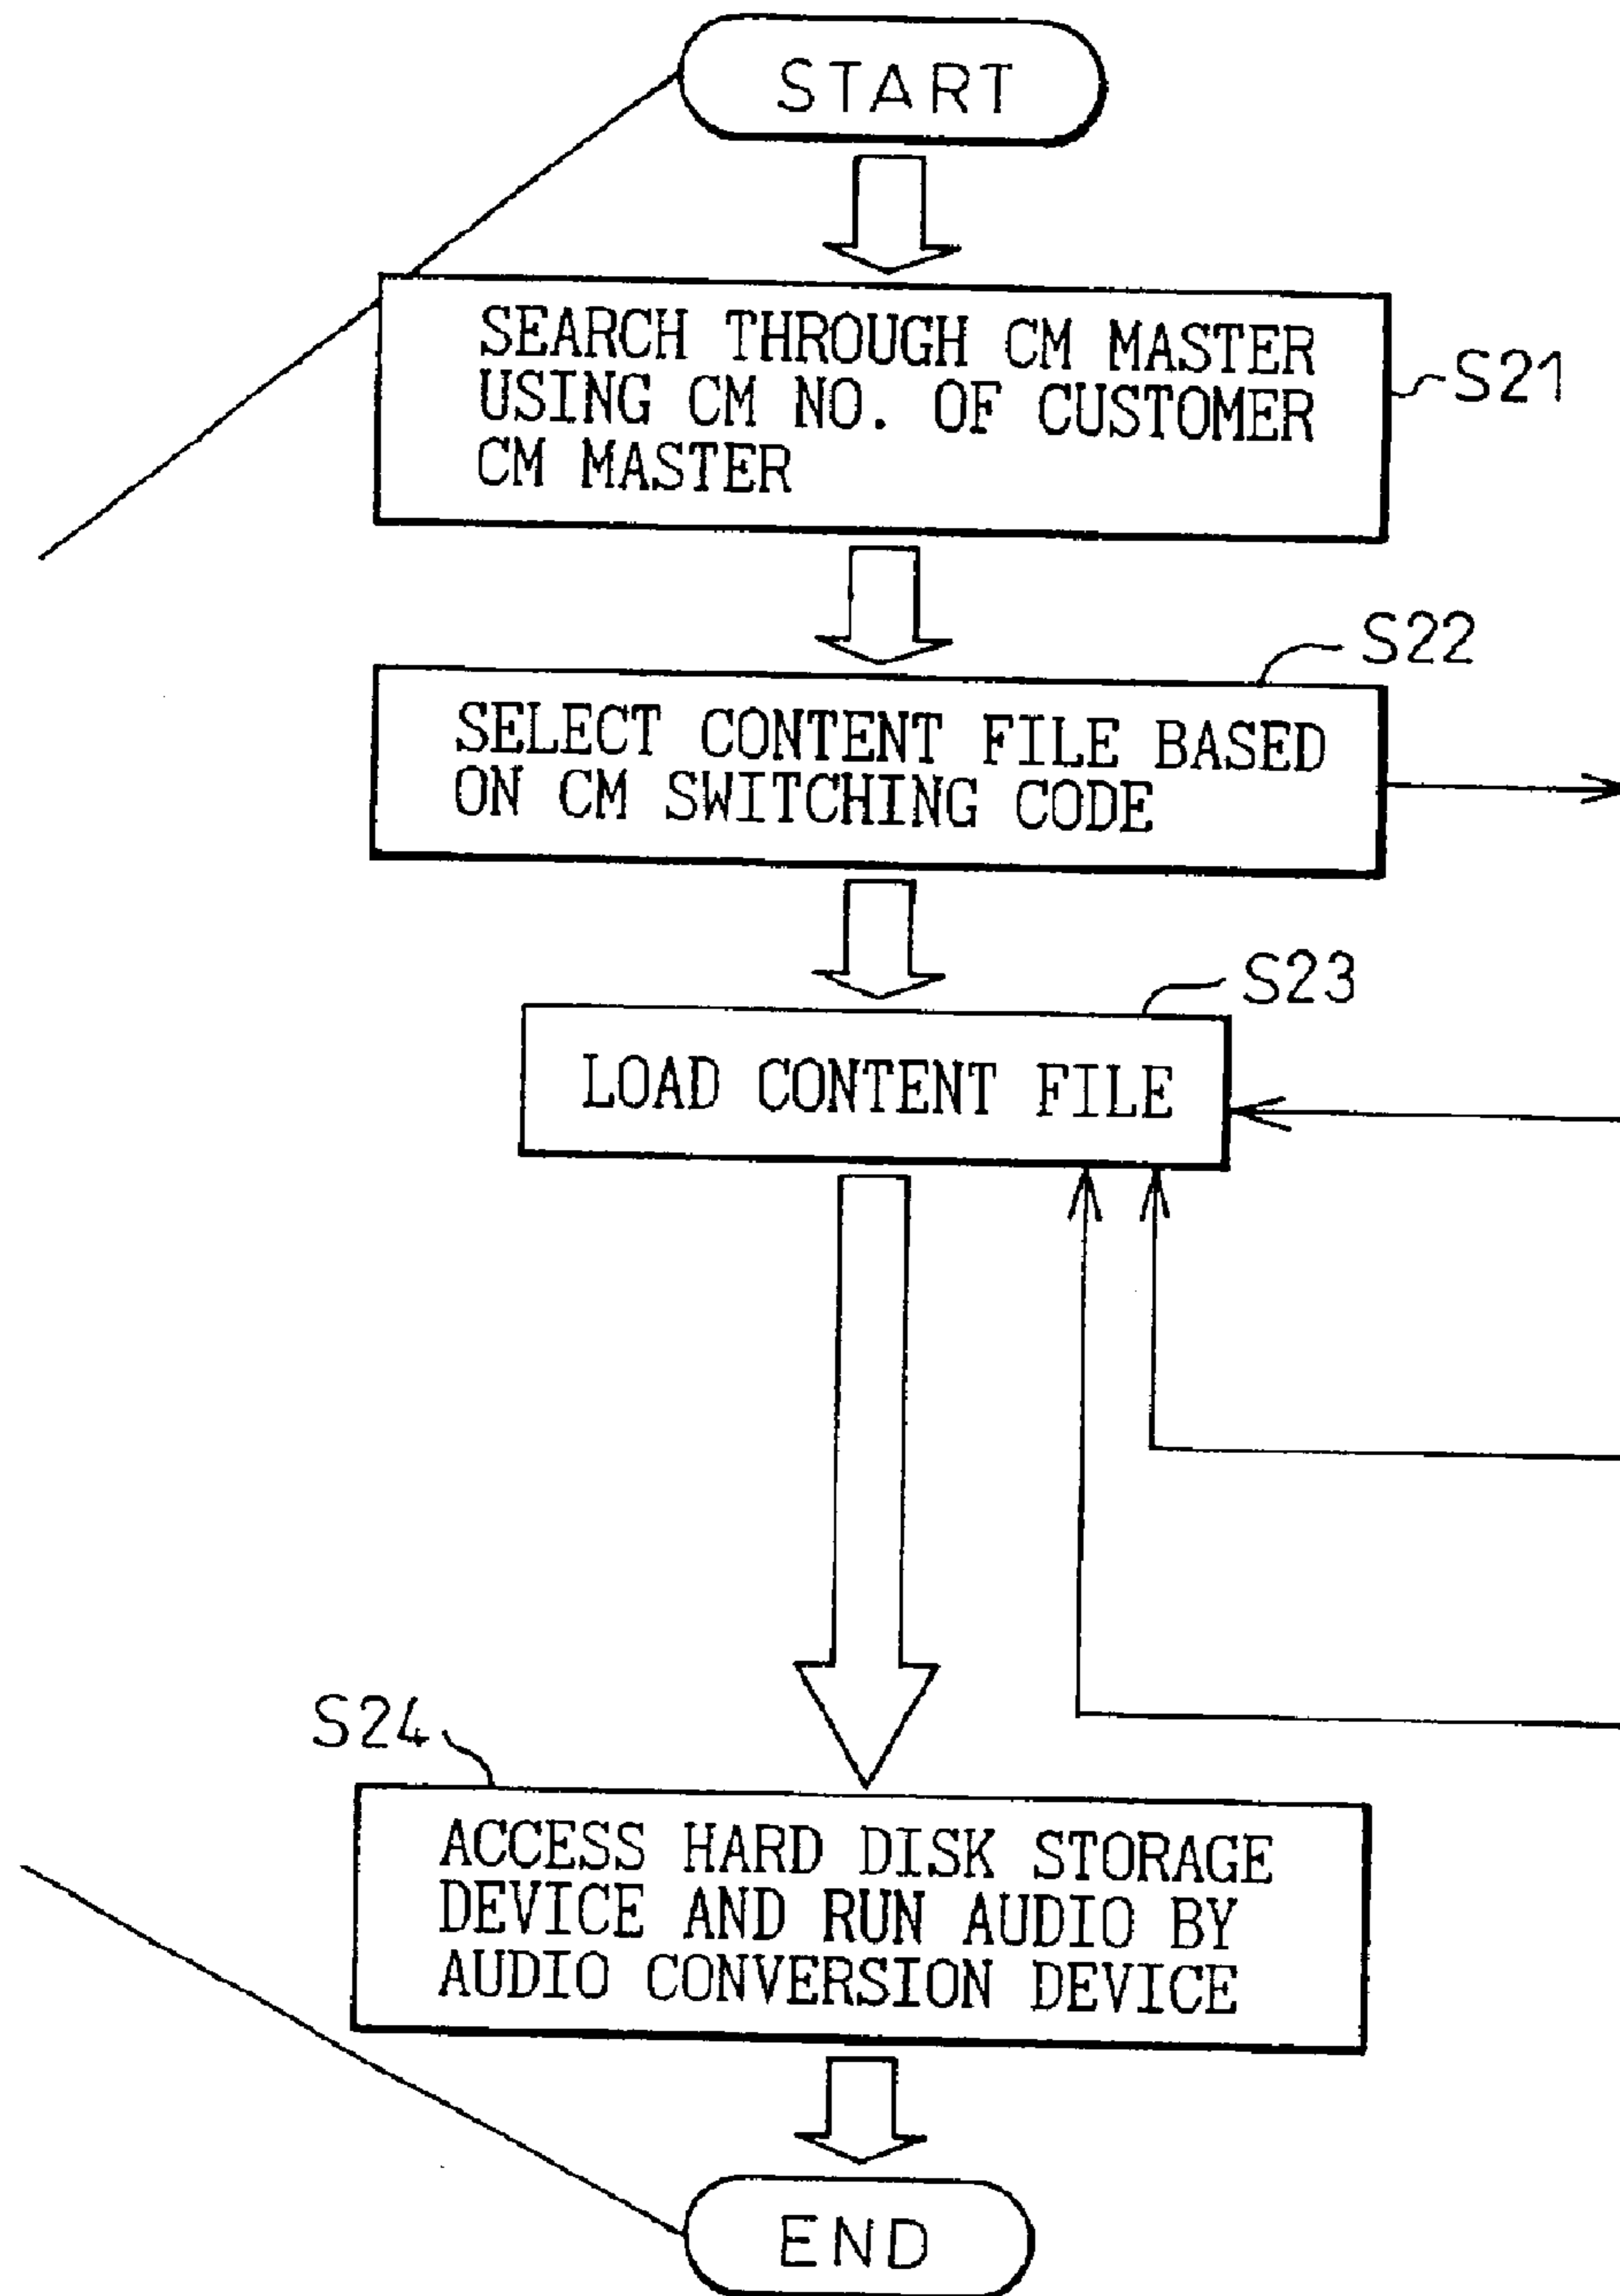 START
SEARCH THROUGH CM MASTER
USING CM NO. OF CUSTOMER
CM MASTER
S21
S22
SELECT CONTENT FILE BASED
ON CM SWITCHING CODE
S23
LOAD CONTENT FILE
S24
ACCESS HARD DISK STORAGE
DEVICE AND RUN AUDIO BY
AUDIO CONVERSION DEVICE
END